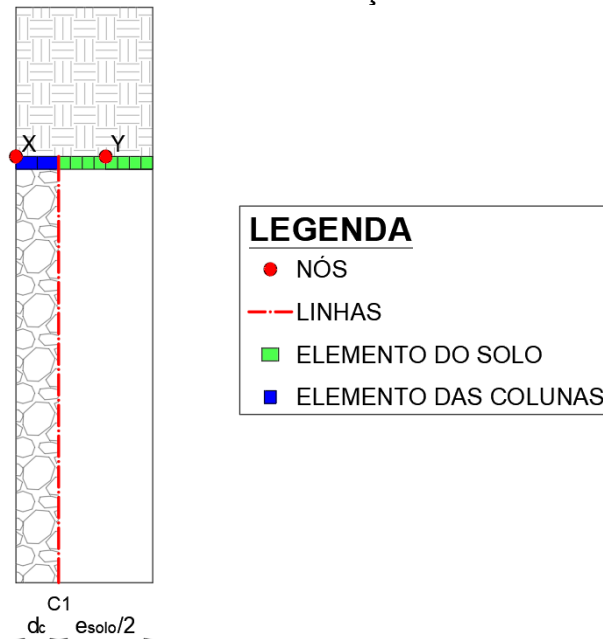 X Y
LEGENDA
NÓS
LINHAS
ELEMENTO DO SOLO
ELEMENTO DAS COLUNAS
C1
dc esolo/2